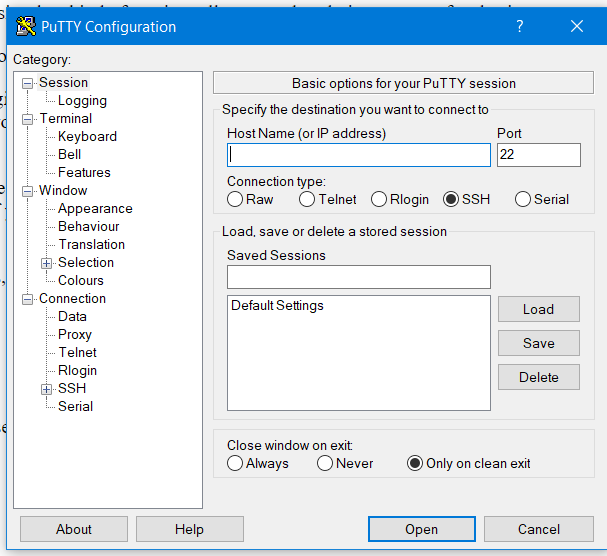 PuTTY Configuration
?
Category:
Session
Logging
Terminal
Keyboard
Bell
Features
Window
Appearance
Behaviour
Translation
Selection
Colours
Connection
Data
Proxy
Telnet
Rlogin
SSH
Serial
Basic options for your PuTTY session
Specify the destination you want to connect to
Host Name (or IP address) Port
22
Connection type:
Raw Telnet Rlogin SSH Serial
Load, save or delete a stored session
Saved Sessions
Default Settings
Load
Save
Delete
Close window on exit:
Always Never Only on clean exit
About Help Open Cancel